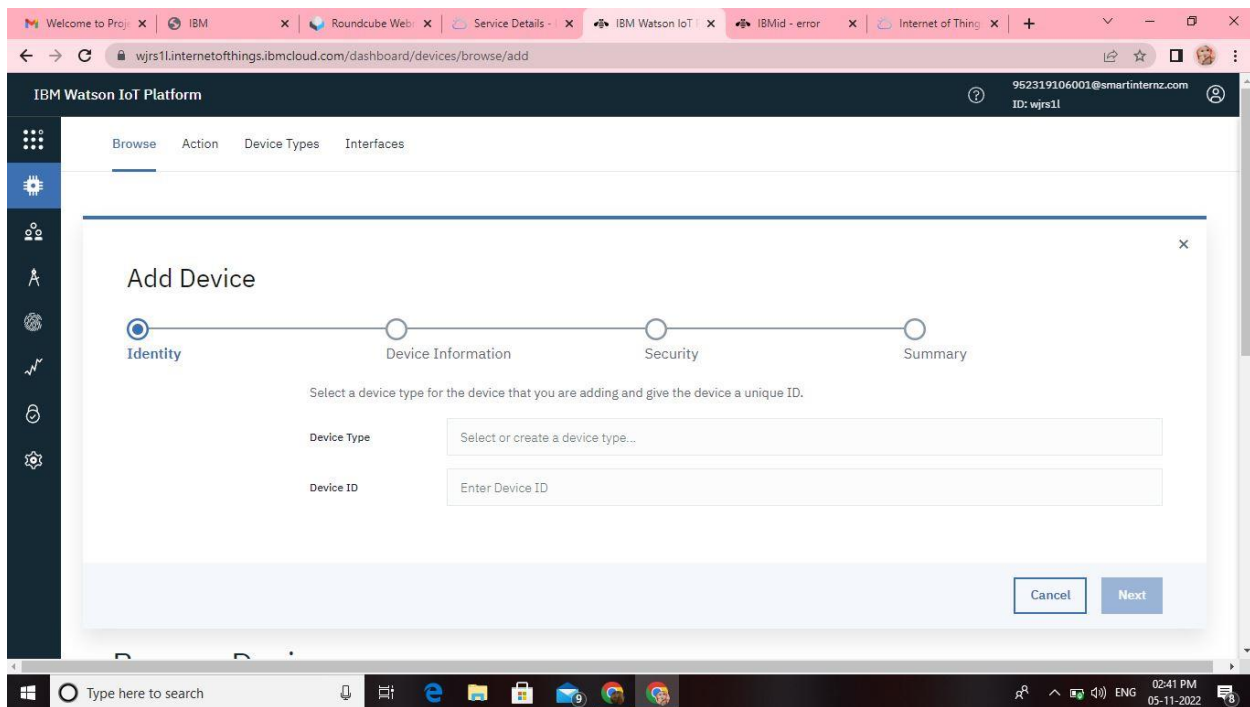 Welcome to Proj
IBM
Roundcube Web
Service Details -
IBM Watson IoT
IBMid - error
Internet of Thing
wjrs1l.internetofthings.ibmcloud.com/dashboard/devices/browse/add
IBM Watson IoT Platform
952319106001@smartinternz.com
ID: wjrs1l
Browse Action Device Types Interfaces
Add Device
Identity Device Information Security Summary
Select a device type for the device that you are adding and give the device a unique ID.
Device Type Select or create a device type...
Device ID Enter Device ID
Cancel Next
Type here to search
9
ENG
02:41 PM
05-11-2022
8